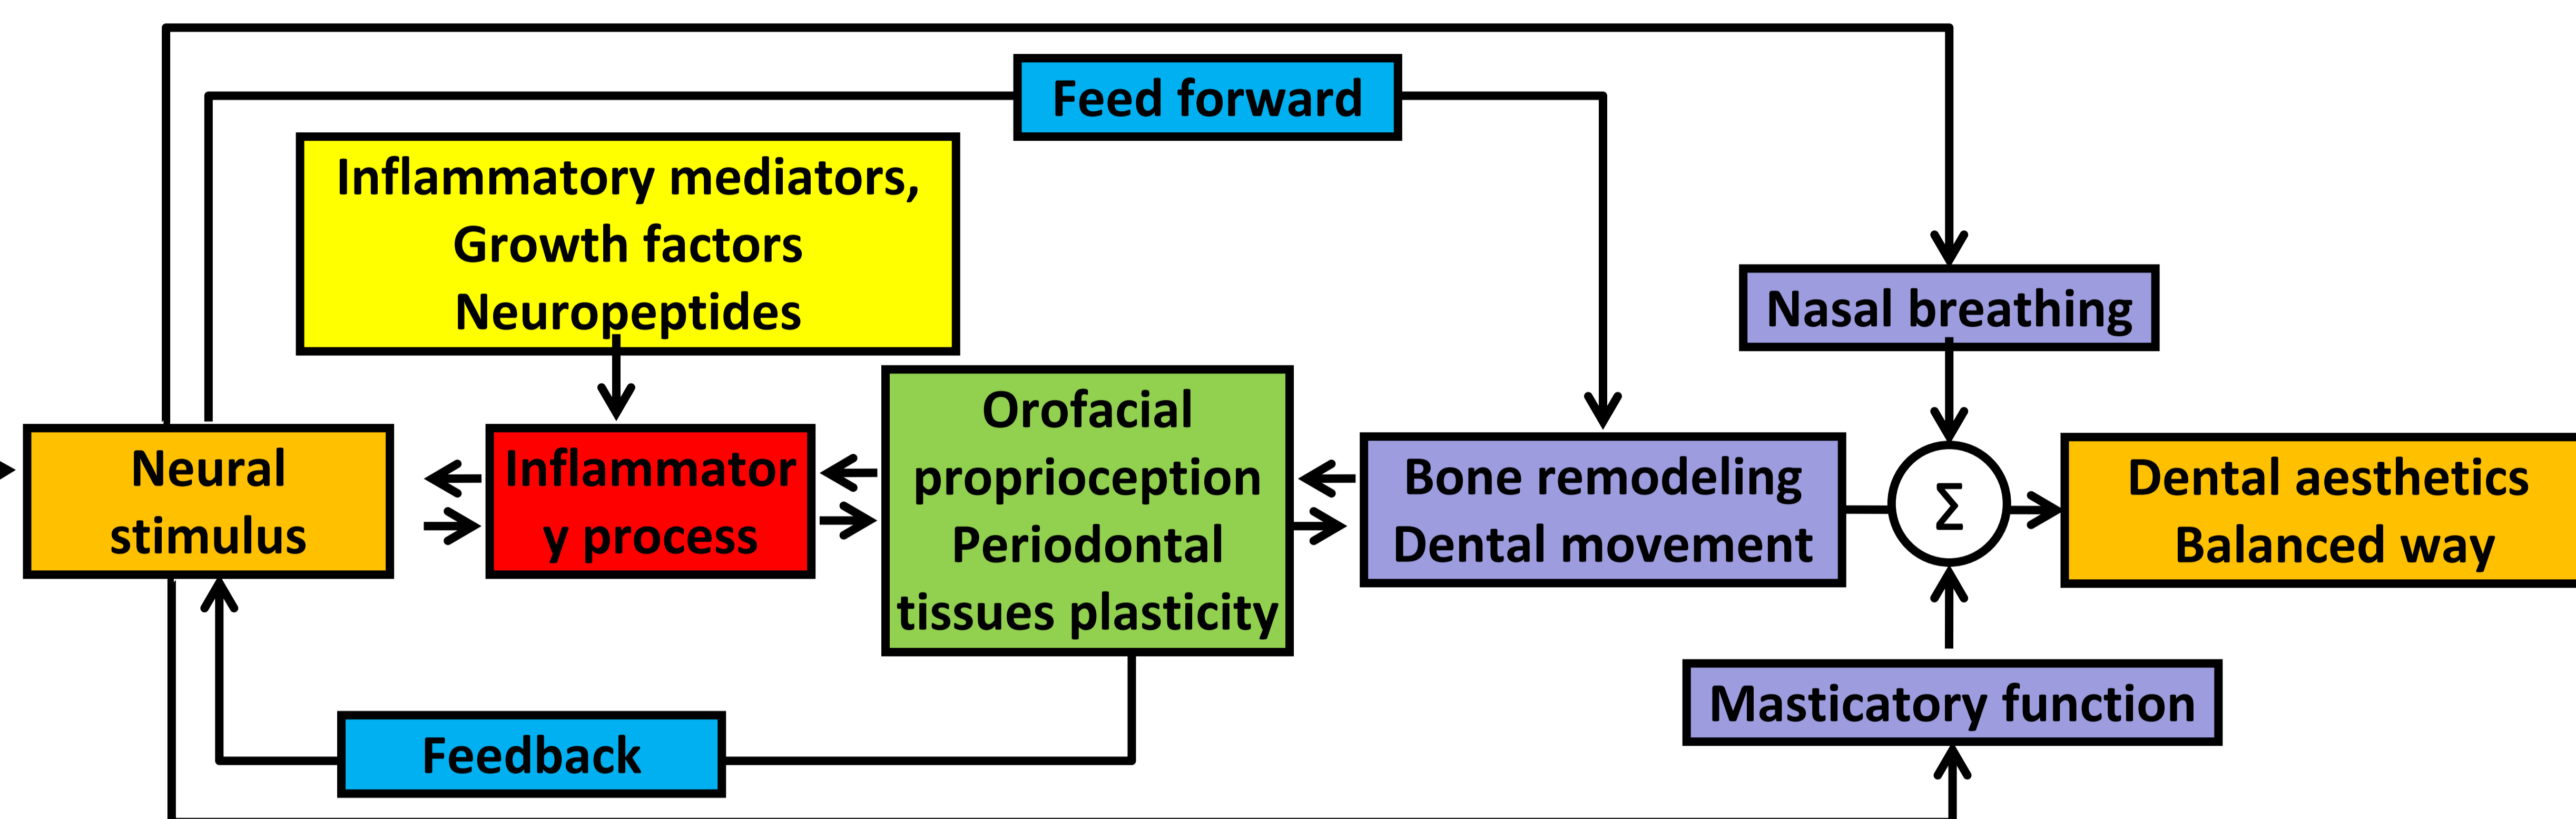 Feed forward
Inflammatory mediators,
Growth factors
Neuropeptides
Nasal breathing
Neural
stimulus
Inflammator
y process
Orofacial
proprioception
Periodontal
tissues plasticity
Bone remodeling
Dental movement
Σ
Dental aesthetics
Balanced way
Masticatory function
Feedback